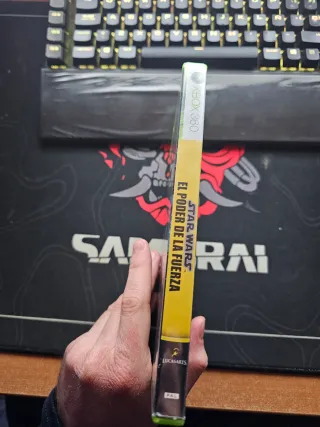 XBOX 360
STAR WARS
EL PODER DE LA FUERZA
LUCASARTS
SAMURAI